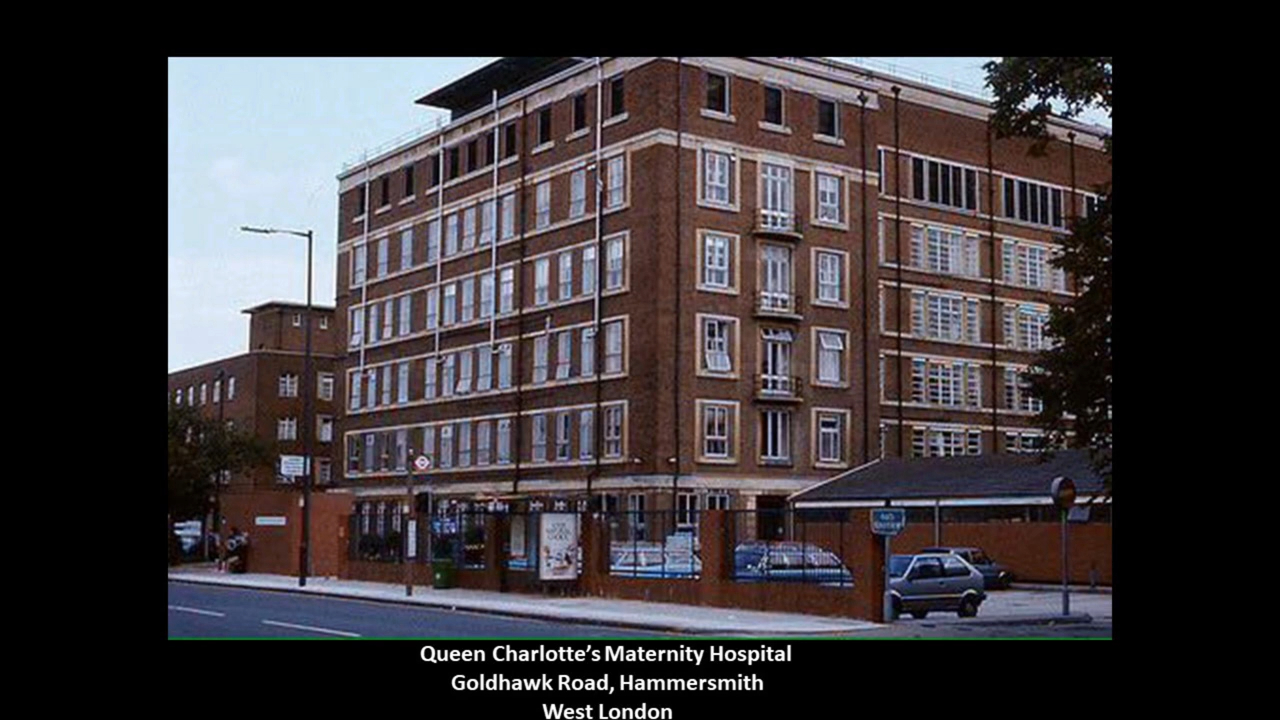 Queen Charlotte's Maternity Hospital
Goldhawk Road, Hammersmith
West London